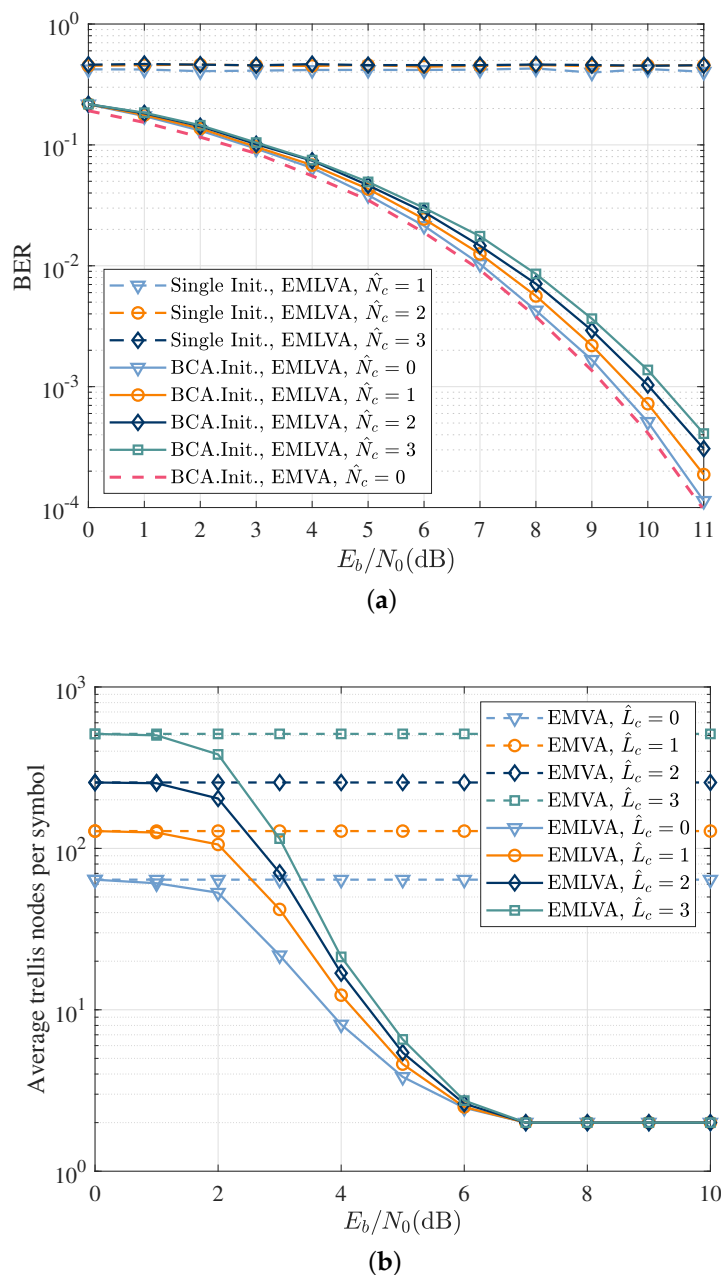 10^0
10^-1
10^-2
10^-3
10^-4
BER
Single Init., EMLVA, N̂_c = 1
Single Init., EMLVA, N̂_c = 2
Single Init., EMLVA, N̂_c = 3
BCA.Init., EMLVA, N̂_c = 0
BCA.Init., EMLVA, N̂_c = 1
BCA.Init., EMLVA, N̂_c = 2
BCA.Init., EMLVA, N̂_c = 3
BCA.Init., EMVA, N̂_c = 0
0 1 2 3 4 5 6 7 8 9 10 11
E_b/N_0(dB)
(a)
10^3
10^2
10^1
10^0
Average trellis nodes per symbol
EMVA, L̂_c = 0
EMVA, L̂_c = 1
EMVA, L̂_c = 2
EMVA, L̂_c = 3
EMLVA, L̂_c = 0
EMLVA, L̂_c = 1
EMLVA, L̂_c = 2
EMLVA, L̂_c = 3
0 2 4 6 8 10
E_b/N_0(dB)
(b)